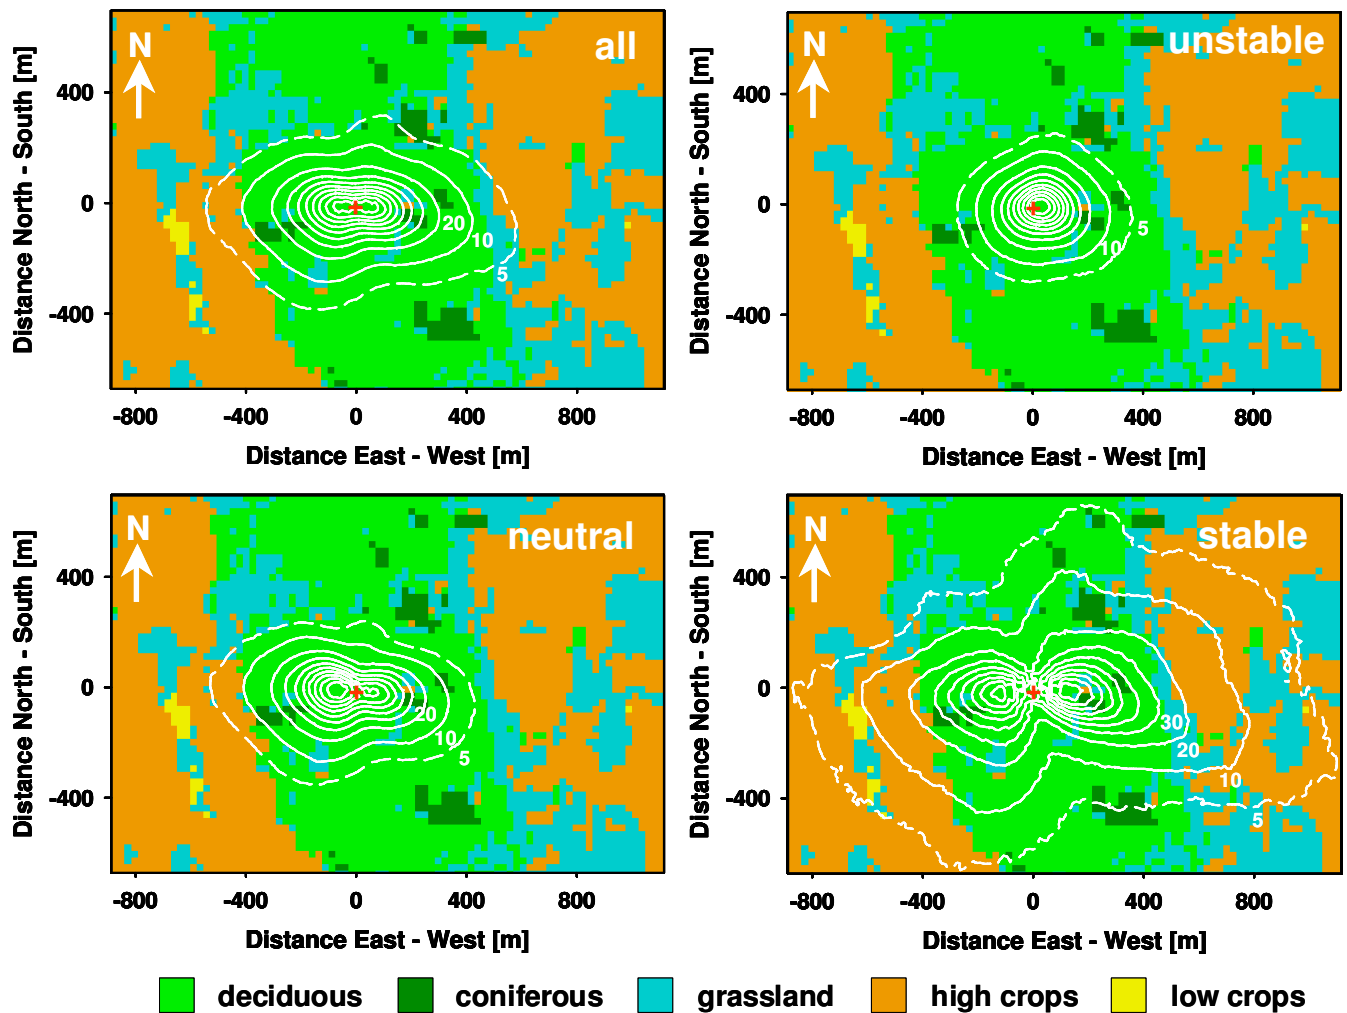 all
N
Distance North - South [m]
400
0
-400
20
10
5
-800 -400 0 400 800
Distance East - West [m]
unstable
N
Distance North - South [m]
400
0
-400
5
10
-800 -400 0 400 800
Distance East - West [m]
neutral
N
Distance North - South [m]
400
0
-400
20
10
5
-800 -400 0 400 800
Distance East - West [m]
stable
N
Distance North - South [m]
400
0
-400
30
20
10
5
-800 -400 0 400 800
Distance East - West [m]
deciduous coniferous grassland high crops low crops